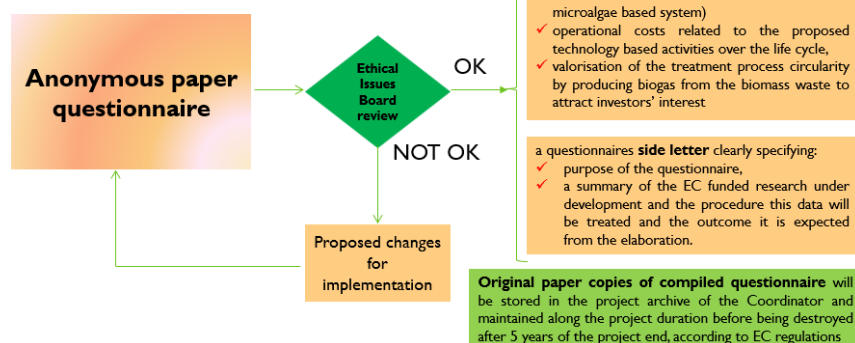 Anonymous paper
questionnaire
Ethical
Issues
Board
review
OK
NOT OK
Proposed changes
for
implementation
microalgae based system)
operational costs related to the proposed
technology based activities over the life cycle,
valorisation of the treatment process circularity
by producing biogas from the biomass waste to
attract investors' interest
a questionnaires side letter clearly specifying:
purpose of the questionnaire,
a summary of the EC funded research under
development and the procedure this data will
be treated and the outcome it is expected
from the elaboration.
Original paper copies of compiled questionnaire will
be stored in the project archive of the Coordinator and
maintained along the project duration before being destroyed
after 5 years of the project end, according to EC regulations